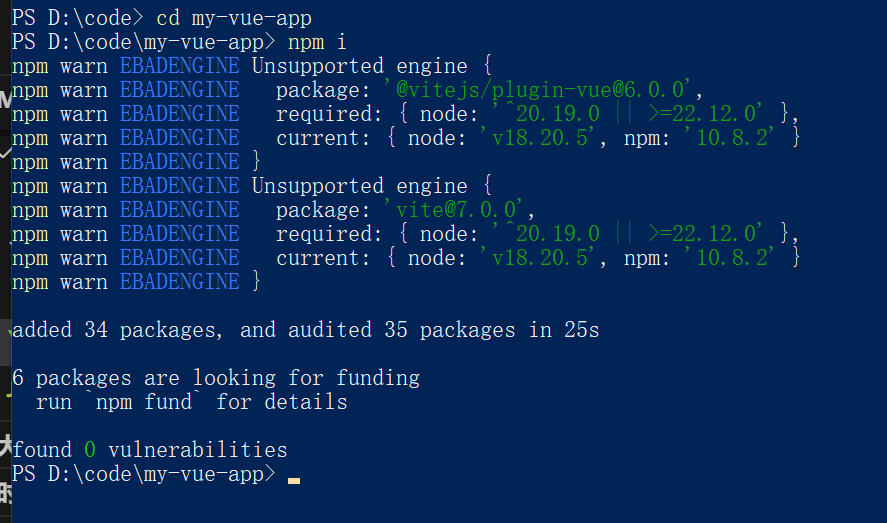 PS D:\code> cd my-vue-app
PS D:\code\my-vue-app> npm i
npm warn EBADENGINE Unsupported engine {
npm warn EBADENGINE   package: '@vitejs/plugin-vue@6.0.0',
npm warn EBADENGINE   required: { node: '^20.19.0 || >=22.12.0' },
npm warn EBADENGINE   current: { node: 'v18.20.5', npm: '10.8.2' }
npm warn EBADENGINE }
npm warn EBADENGINE Unsupported engine {
npm warn EBADENGINE   package: 'vite@7.0.0',
npm warn EBADENGINE   required: { node: '^20.19.0 || >=22.12.0' },
npm warn EBADENGINE   current: { node: 'v18.20.5', npm: '10.8.2' }
npm warn EBADENGINE }
added 34 packages, and audited 35 packages in 25s
6 packages are looking for funding
  run `npm fund` for details
found 0 vulnerabilities
PS D:\code\my-vue-app>